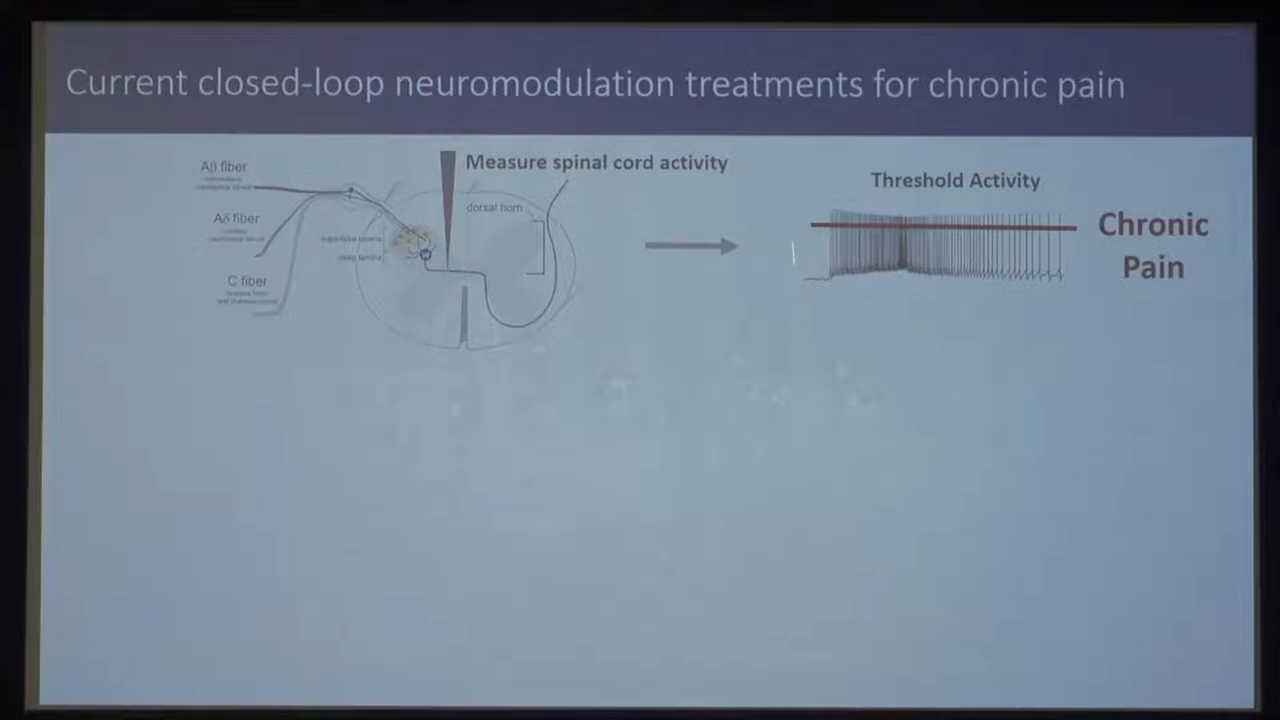 Current closed-loop neuromodulation treatments for chronic pain
Measure spinal cord activity
Aβ fiber
Aδ fiber
C fiber
dorsal horn
Threshold Activity
Chronic
Pain